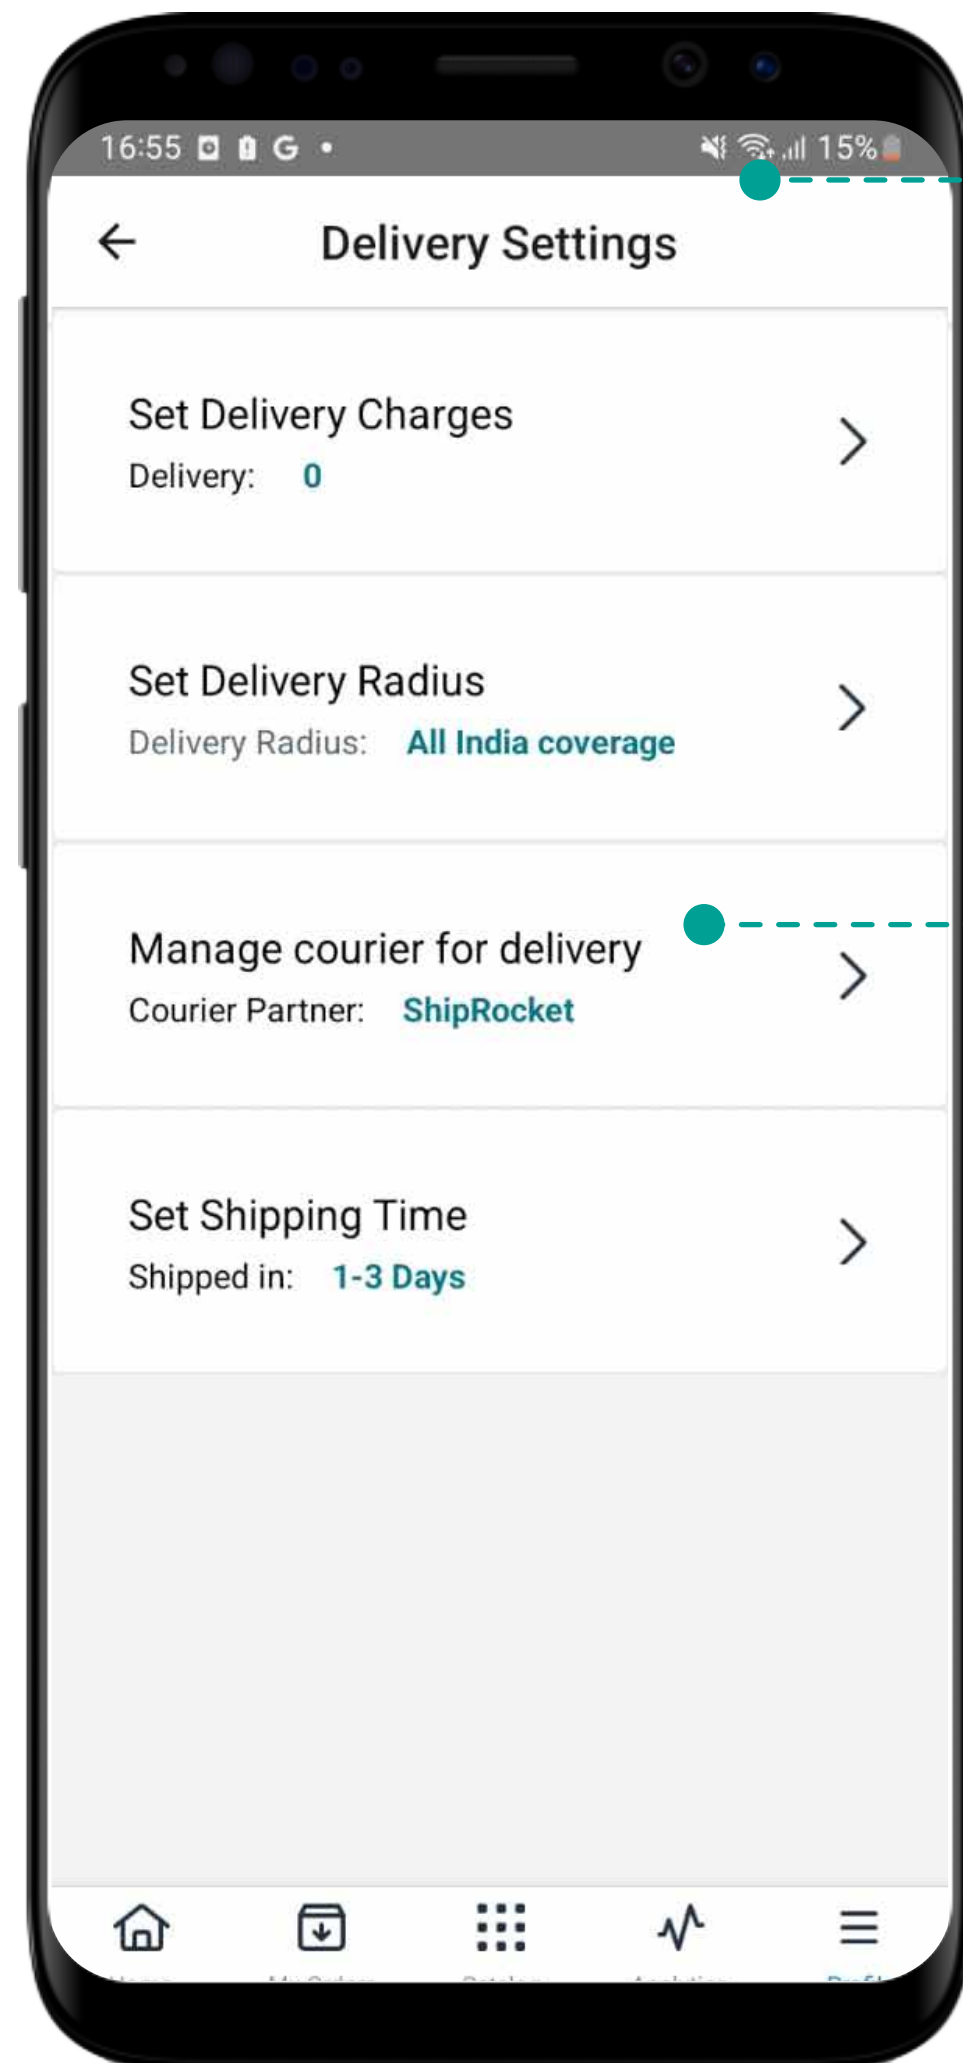 16:55 G 15%
Delivery Settings
Set Delivery Charges
Delivery: 0
Set Delivery Radius
Delivery Radius: All India coverage
Manage courier for delivery
Courier Partner: ShipRocket
Set Shipping Time
Shipped in: 1-3 Days